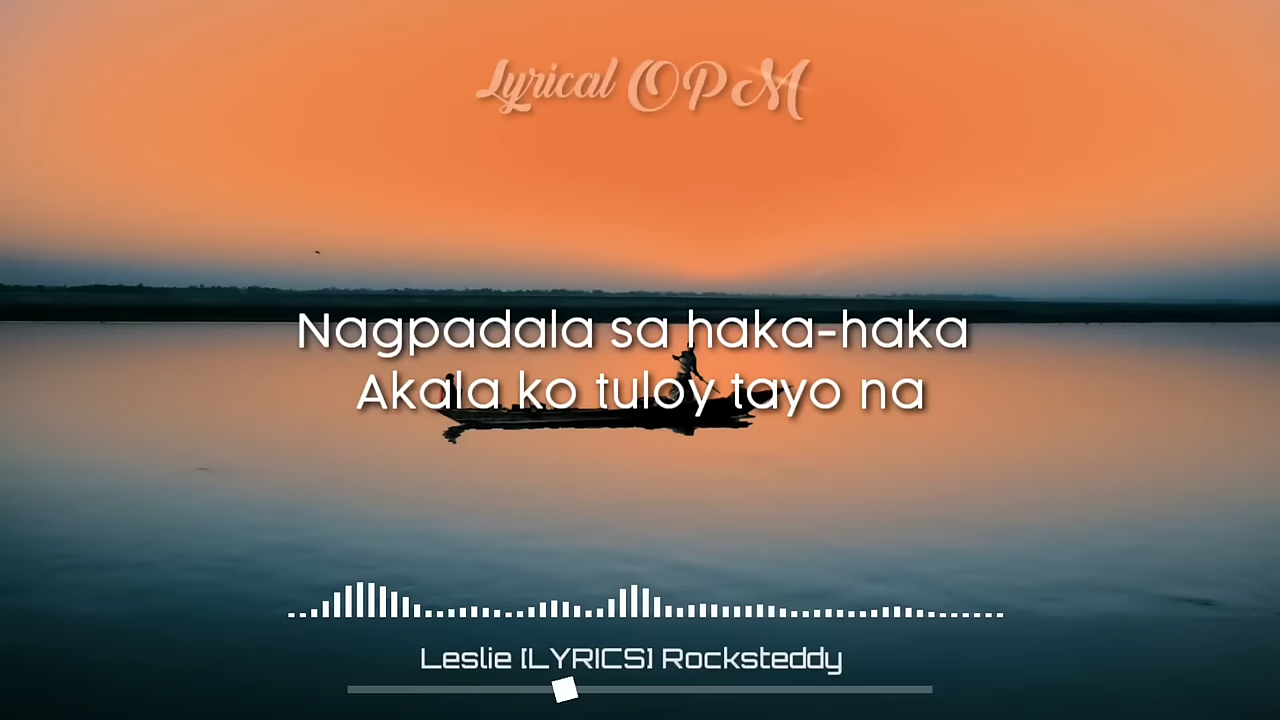 Lyrical OPM
Nagpadala sa haka-haka
Akala ko tuloy tayo na
Leslie [LYRICS] Rocksteddy